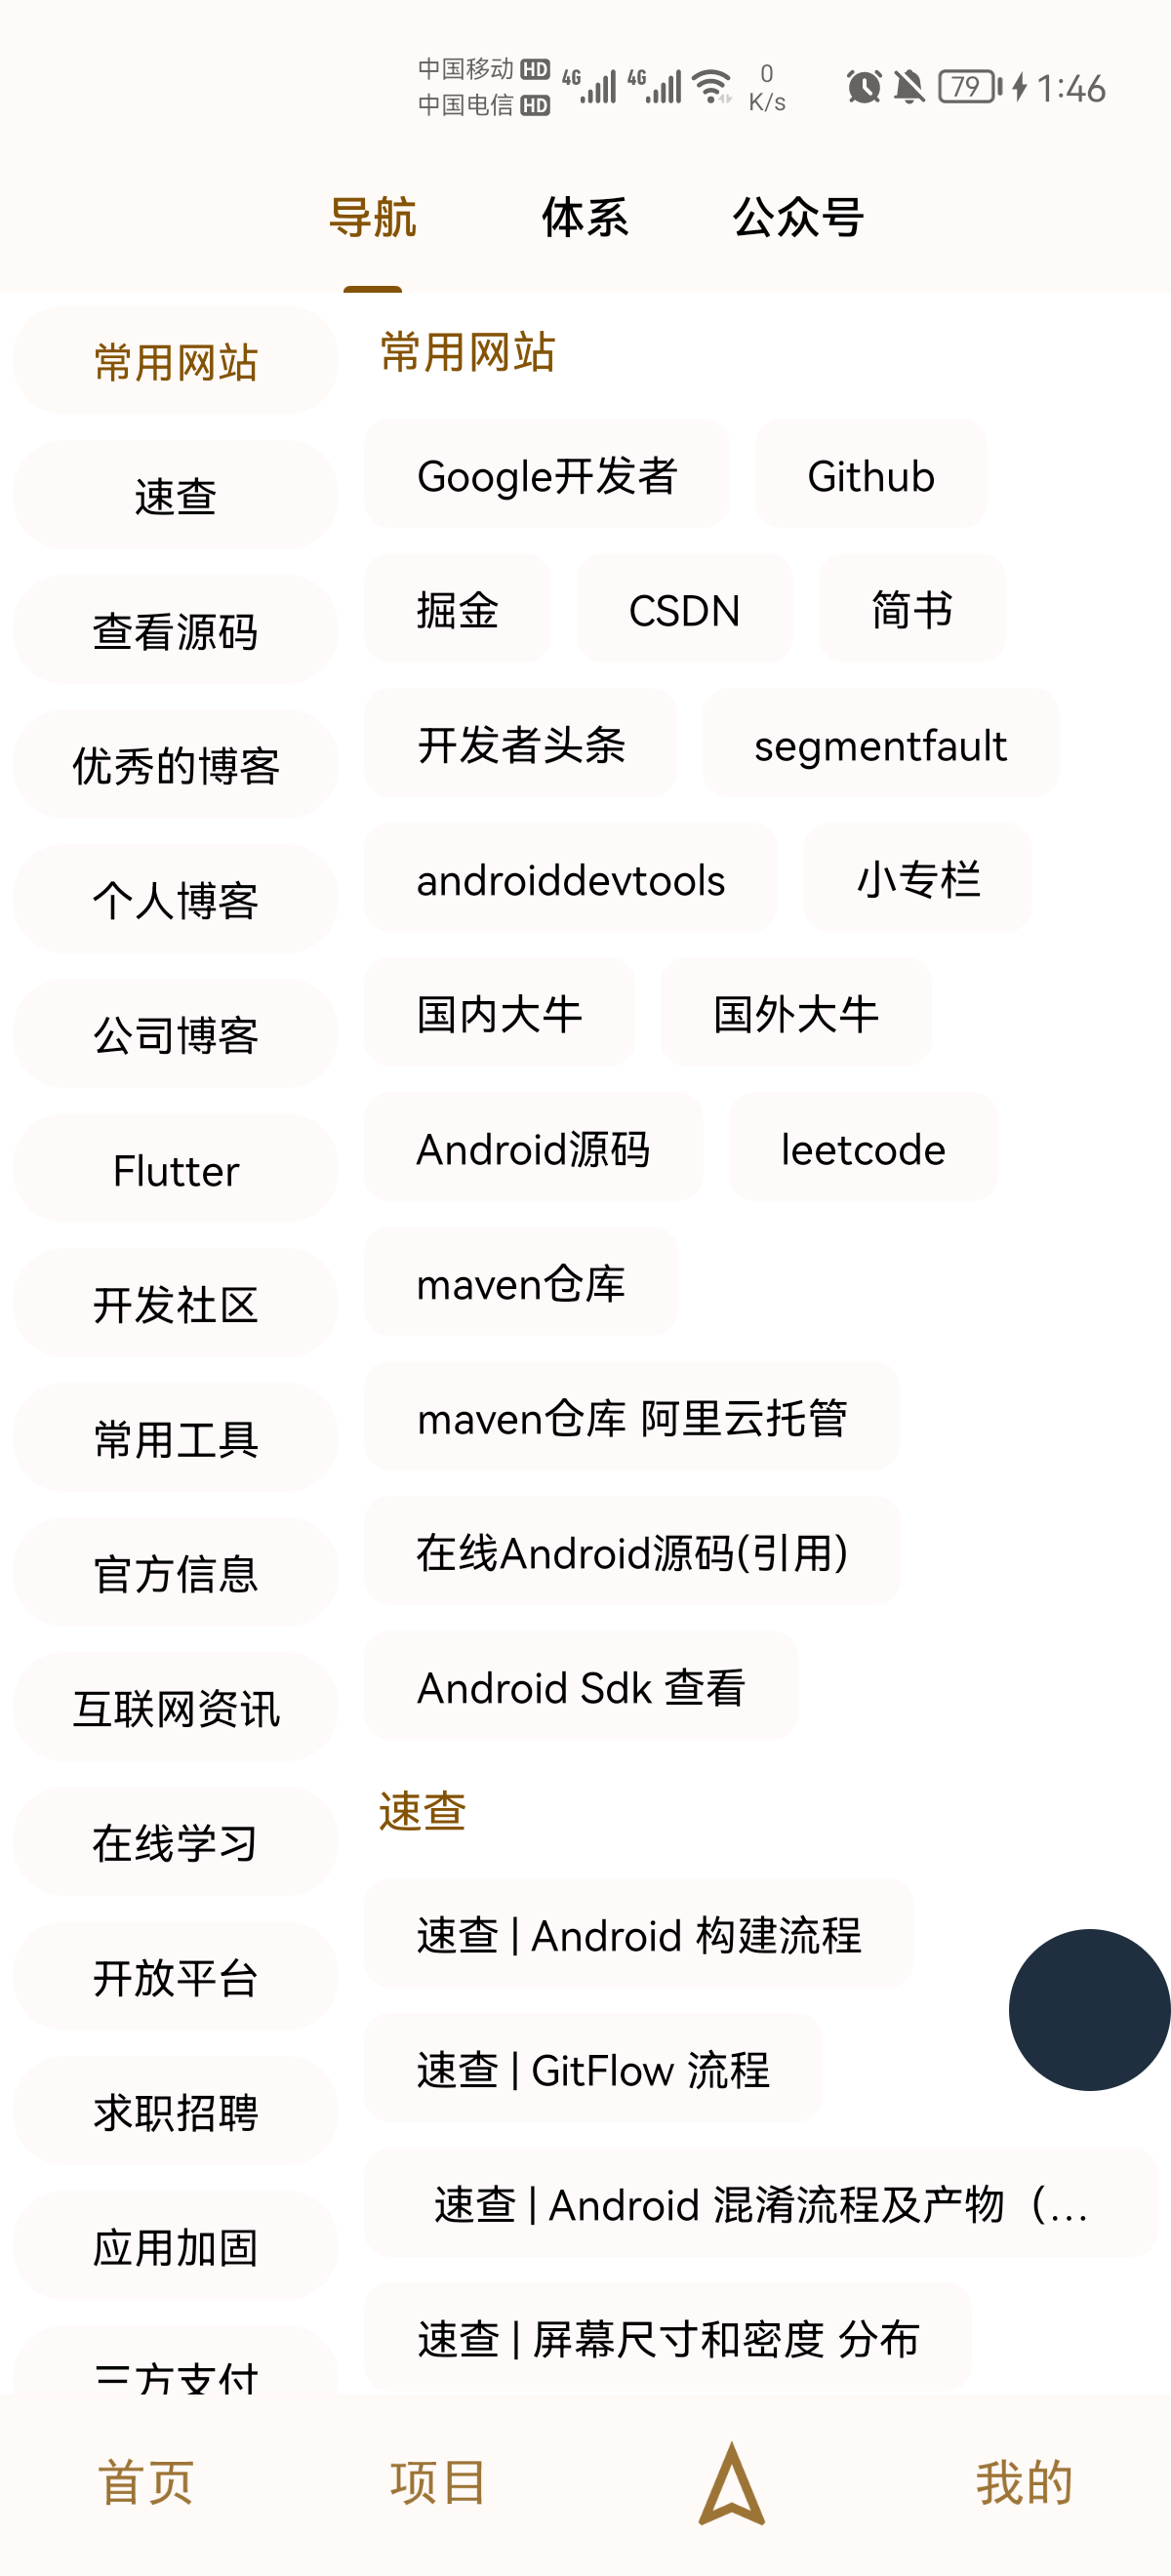 中国移动 HD
中国电信 HD
4G 4G
0
K/s
79
1:46
导航 体系 公众号
常用网站
速查
查看源码
优秀的博客
个人博客
公司博客
Flutter
开发社区
常用工具
官方信息
互联网资讯
在线学习
开放平台
求职招聘
应用加固
三方支付
常用网站
Google开发者 Github
掘金 CSDN 简书
开发者头条 segmentfault
androiddevtools 小专栏
国内大牛 国外大牛
Android源码 leetcode
maven仓库
maven仓库 阿里云托管
在线Android源码(引用)
Android Sdk 查看
速查
速查 | Android 构建流程
速查 | GitFlow 流程
速查 | Android 混淆流程及产物（...
速查 | 屏幕尺寸和密度 分布
首页 项目 我的